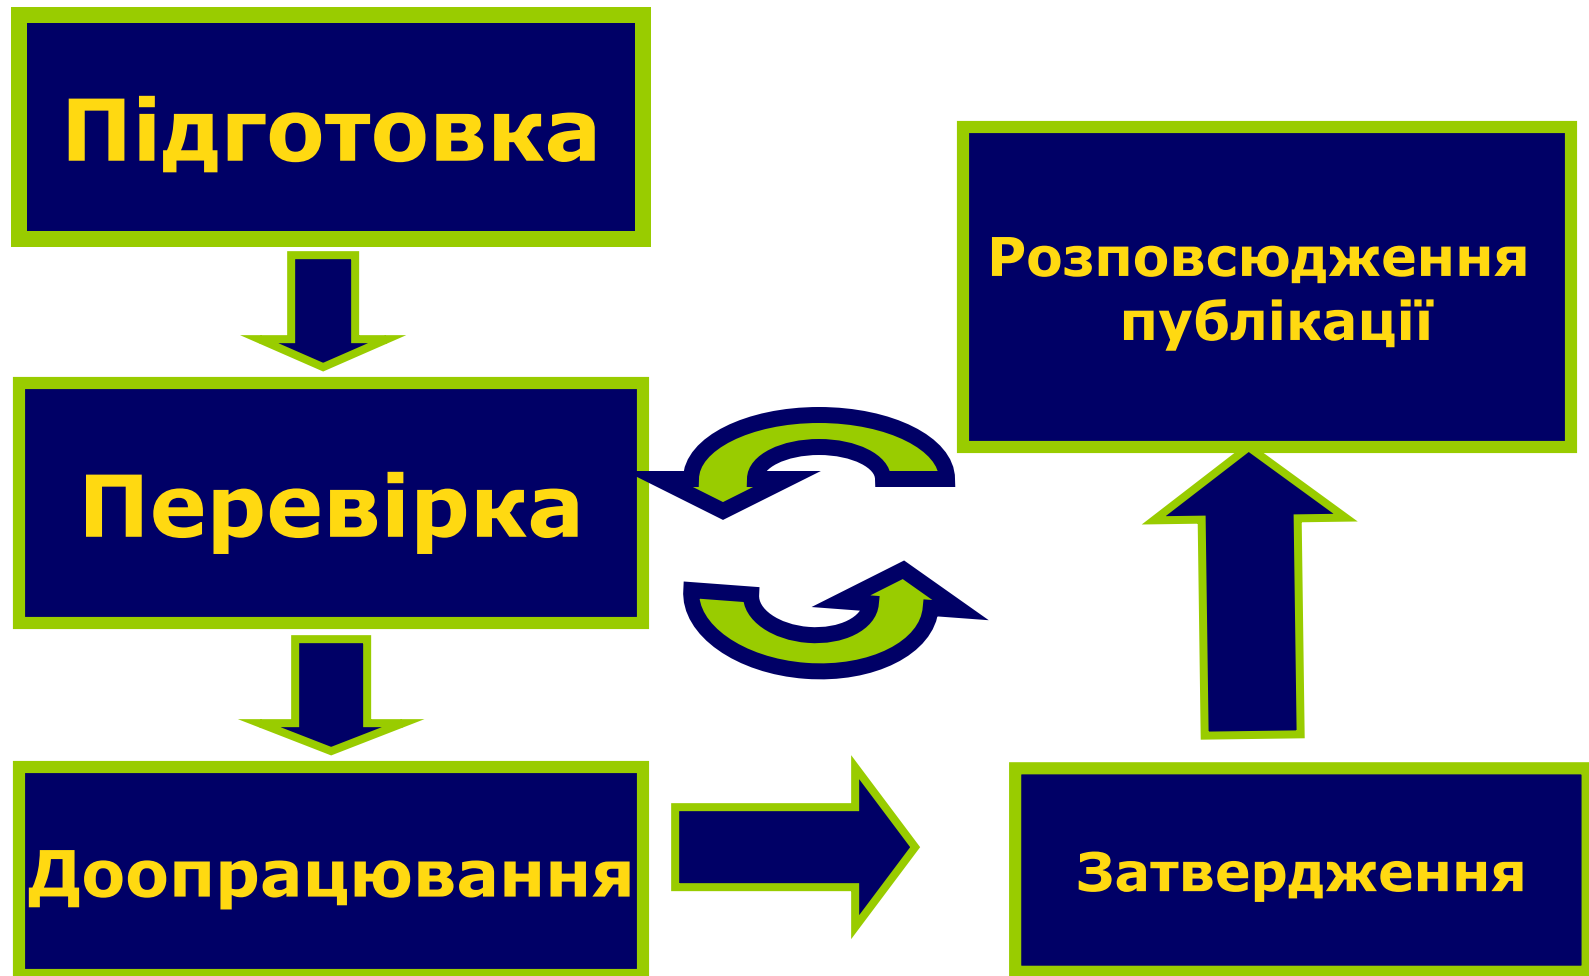 Підготовка
Перевірка
Доопрацювання
Затвердження
Розповсюдження
публікації